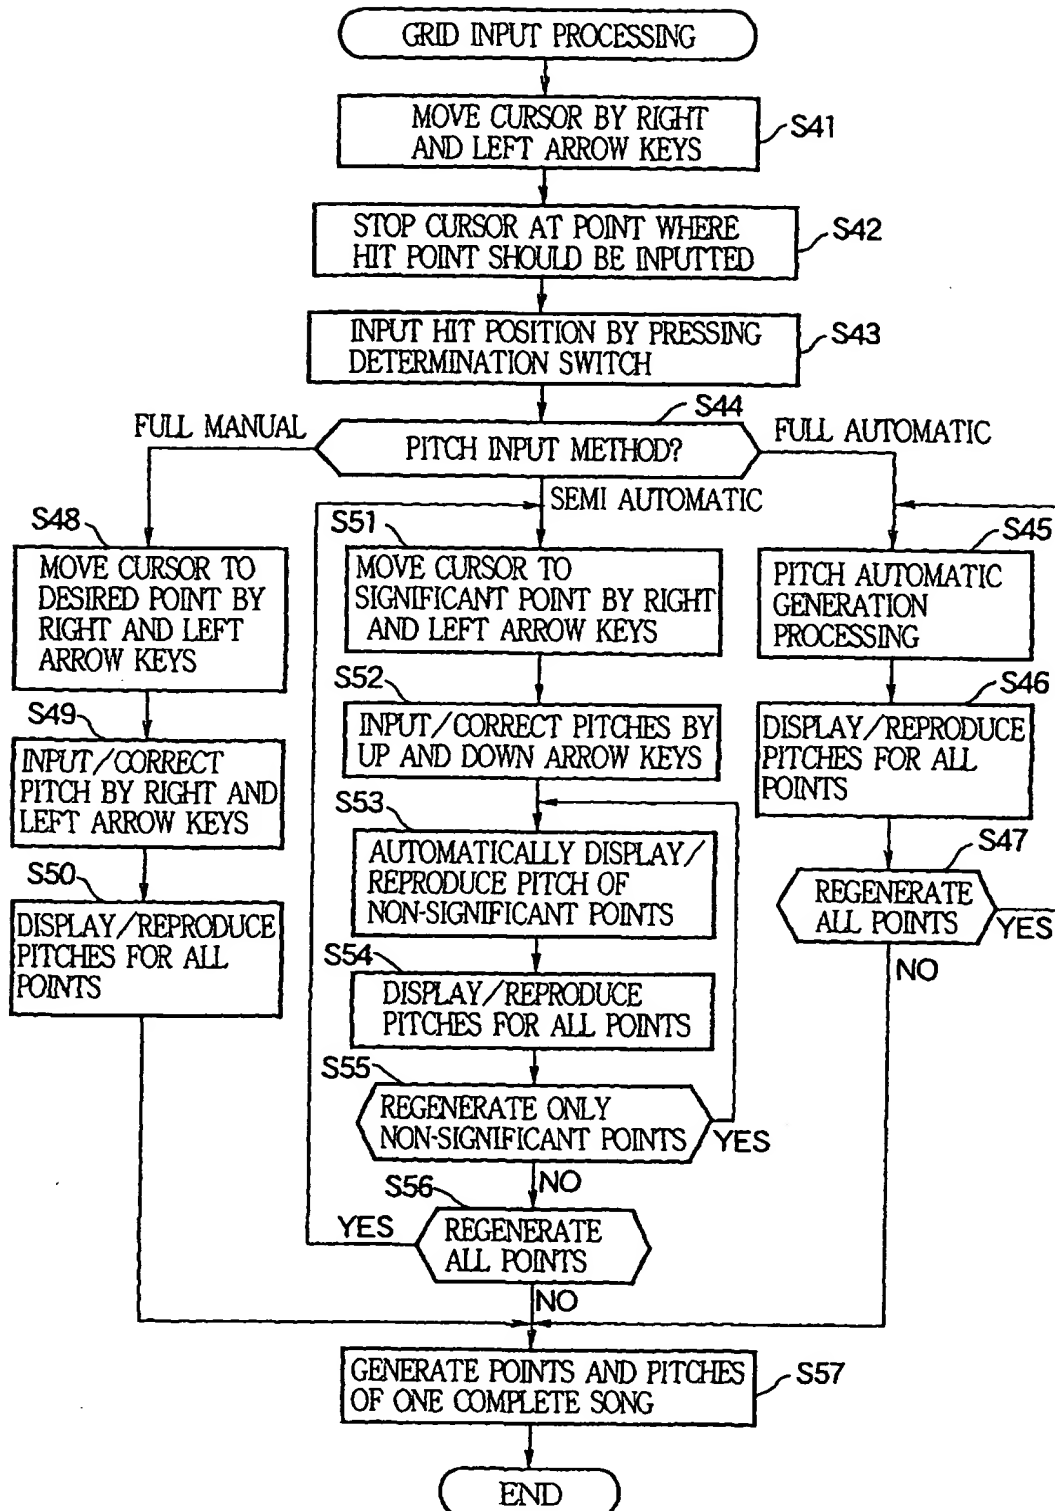 GRID INPUT PROCESSING
MOVE CURSOR BY RIGHT
AND LEFT ARROW KEYS
S41
STOP CURSOR AT POINT WHERE
HIT POINT SHOULD BE INPUTTED
S42
INPUT HIT POSITION BY PRESSING
DETERMINATION SWITCH
S43
S44
PITCH INPUT METHOD?
FULL MANUAL
SEMI AUTOMATIC
FULL AUTOMATIC
S48
MOVE CURSOR TO
DESIRED POINT BY
RIGHT AND LEFT
ARROW KEYS
S49
INPUT/CORRECT
PITCH BY RIGHT AND
LEFT ARROW KEYS
S50
DISPLAY/REPRODUCE
PITCHES FOR ALL
POINTS
S51
MOVE CURSOR TO
SIGNIFICANT POINT BY RIGHT
AND LEFT ARROW KEYS
S52
INPUT/CORRECT PITCHES BY
UP AND DOWN ARROW KEYS
S53
AUTOMATICALLY DISPLAY/
REPRODUCE PITCH OF
NON-SIGNIFICANT POINTS
S54
DISPLAY/REPRODUCE
PITCHES FOR ALL POINTS
S55
REGENERATE ONLY
NON-SIGNIFICANT POINTS
YES
NO
S56
REGENERATE
ALL POINTS
YES
NO
S45
PITCH AUTOMATIC
GENERATION
PROCESSING
S46
DISPLAY/REPRODUCE
PITCHES FOR ALL
POINTS
S47
REGENERATE
ALL POINTS
YES
NO
GENERATE POINTS AND PITCHES
OF ONE COMPLETE SONG
S57
END